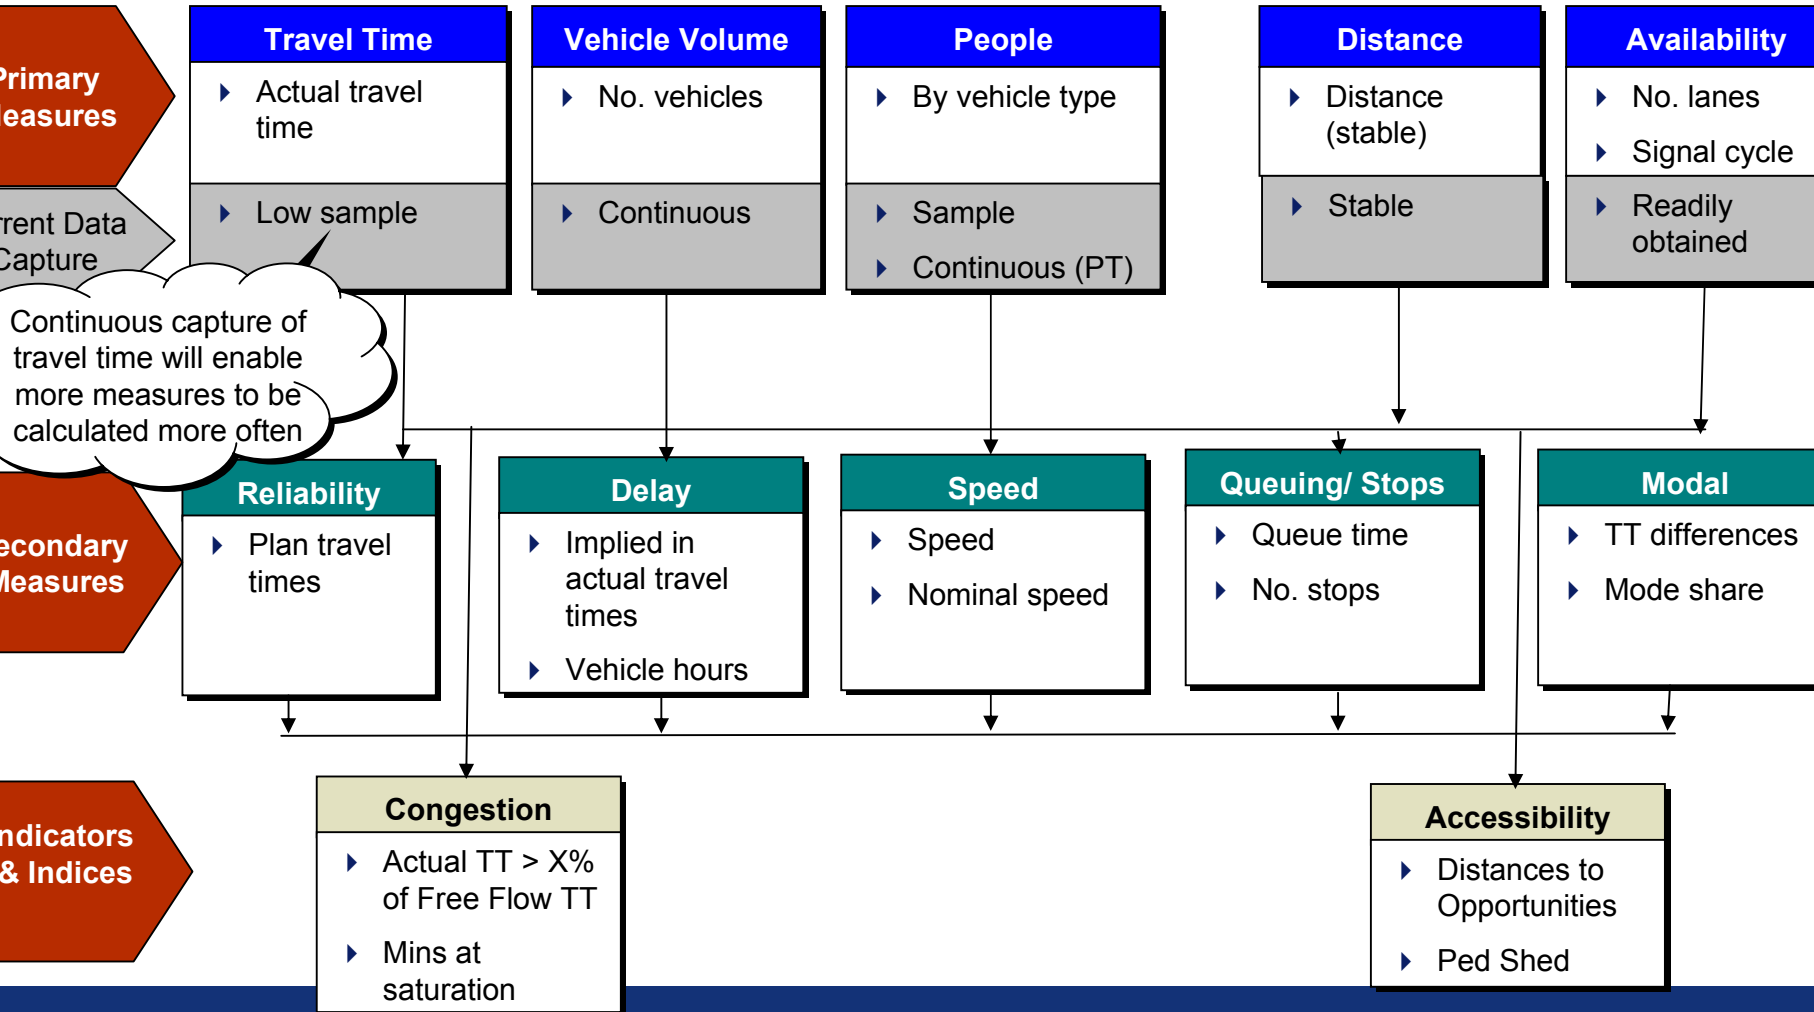 Primary
Measures
Travel Time
Actual travel
time
Vehicle Volume
No. vehicles
People
By vehicle type
Distance
Distance
(stable)
Availability
No. lanes
Signal cycle
rrent Data
Capture
Low sample
Continuous
Sample
Continuous (PT)
Stable
Readily
obtained
Continuous capture of
travel time will enable
more measures to be
calculated more often
econdary
Measures
Reliability
Plan travel
times
Delay
Implied in
actual travel
times
Vehicle hours
Speed
Speed
Nominal speed
Queuing/ Stops
Queue time
No. stops
Modal
TT differences
Mode share
Indicators
& Indices
Congestion
Actual TT > X%
of Free Flow TT
Mins at
saturation
Accessibility
Distances to
Opportunities
Ped Shed